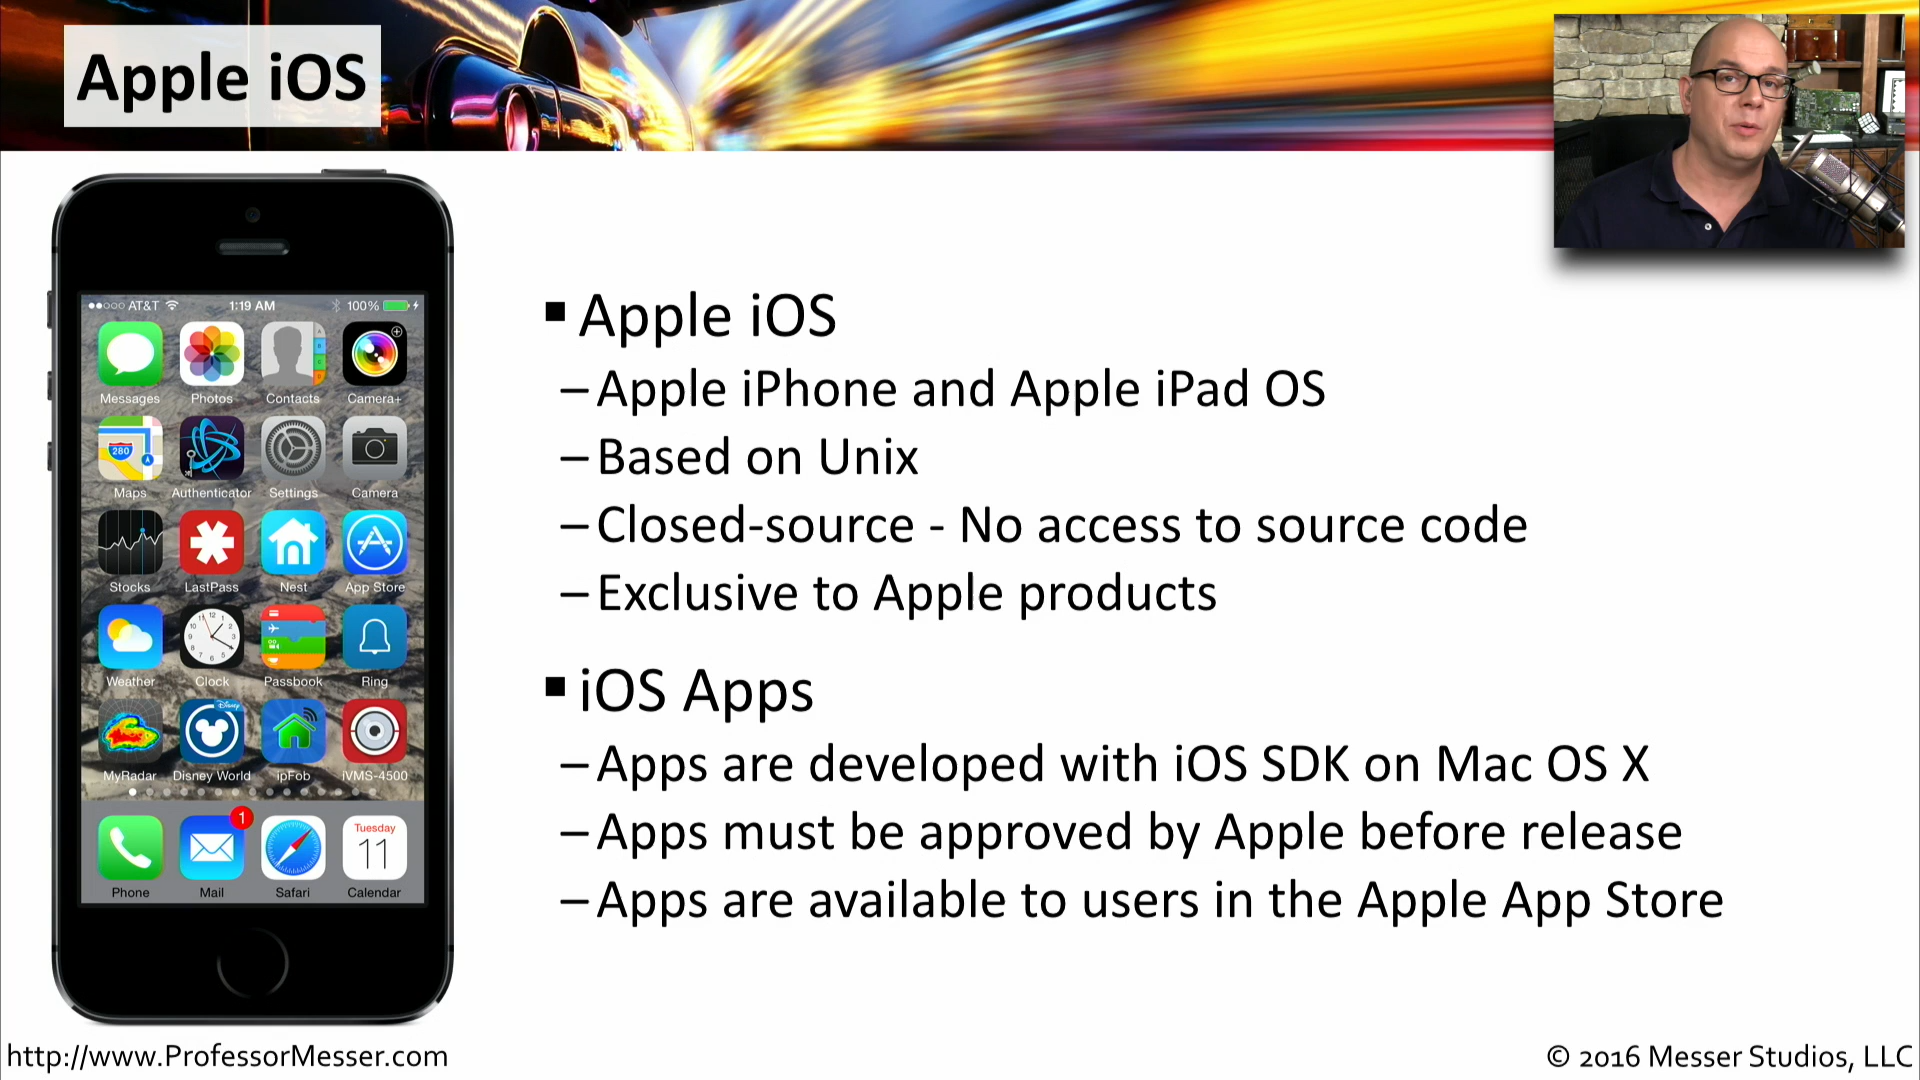 Apple iOS
●●○○○ AT&T 1:19 AM 100%
Messages Photos Contacts Camera+
280
Maps Authenticator Settings Camera
Stocks LastPass Nest App Store
Weather Clock Passbook Ring
Disney
MyRadar Disney World ipFob iVMS-4500
1
Tuesday
11
Phone Mail Safari Calendar
▪ Apple iOS
– Apple iPhone and Apple iPad OS
– Based on Unix
– Closed-source - No access to source code
– Exclusive to Apple products
▪ iOS Apps
– Apps are developed with iOS SDK on Mac OS X
– Apps must be approved by Apple before release
– Apps are available to users in the Apple App Store
http://www.ProfessorMesser.com
© 2016 Messer Studios, LLC